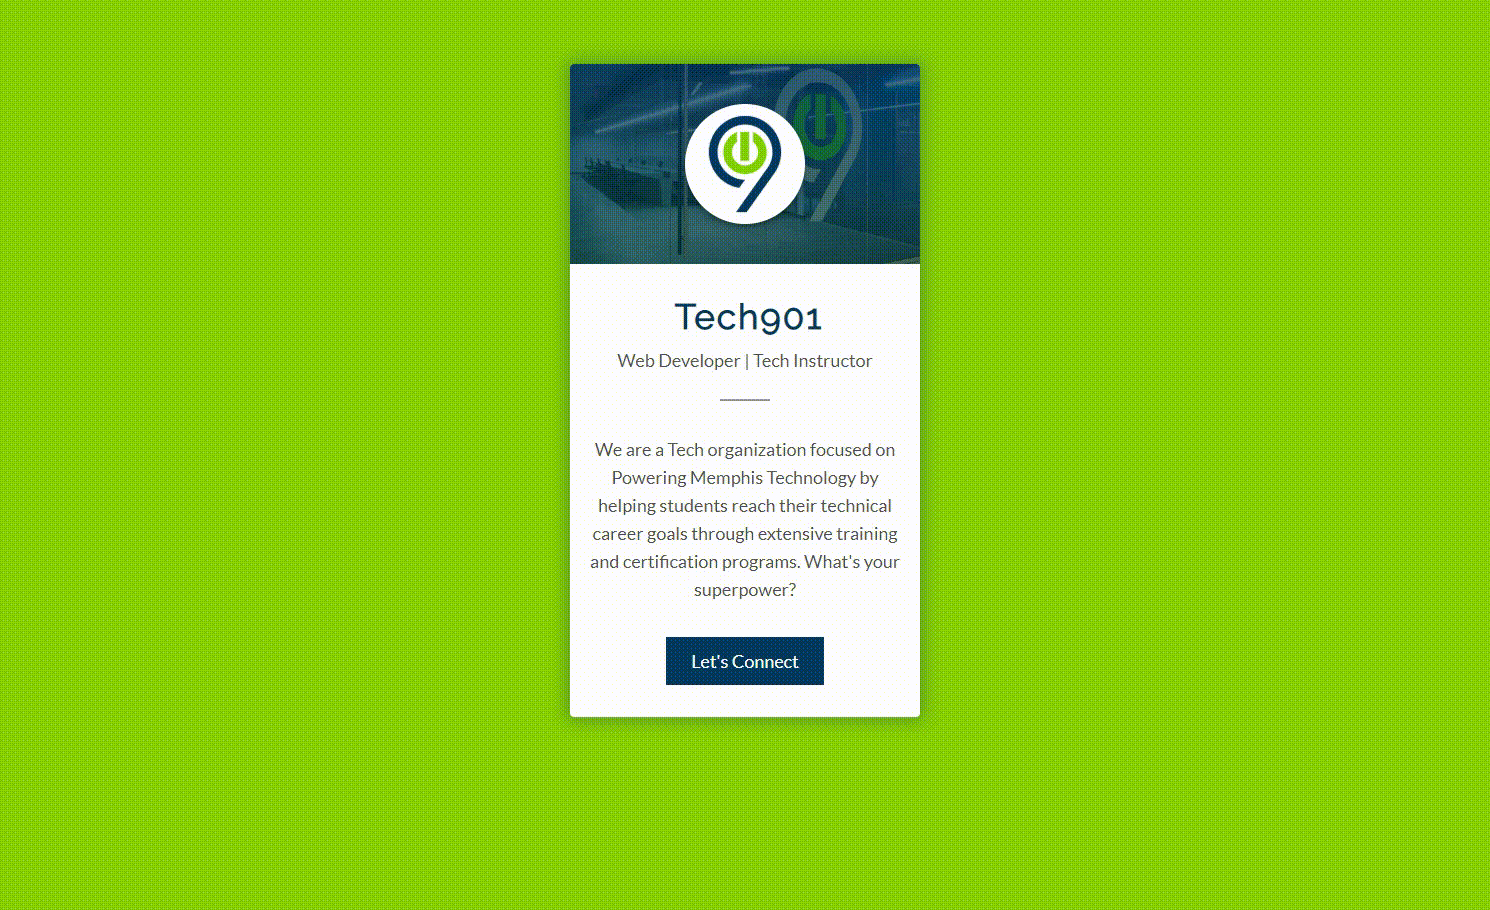 Tech901
Web Developer | Tech Instructor
We are a Tech organization focused on
Powering Memphis Technology by
helping students reach their technical
career goals through extensive training
and certification programs. What's your
superpower?
Let's Connect